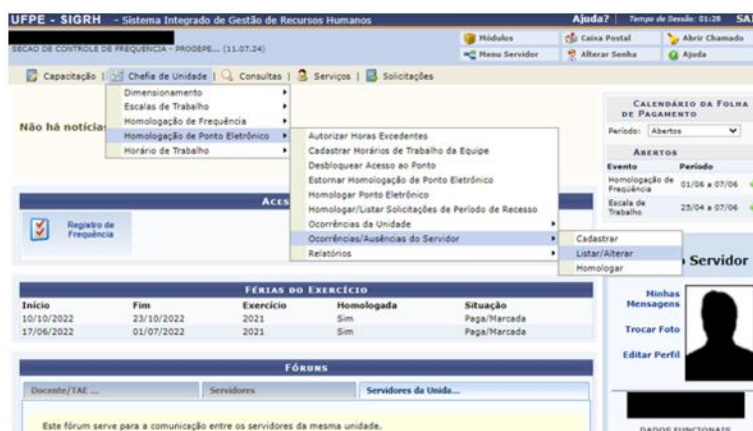 UFPE - SIGRH - Sistema Integrado de Gestão de Recursos Humanos
Ajuda? Tempo de Sessão: 01:28 SAI
SECAO DE CONTROLE DE FREQUENCIA - PROGEPE... (11.07.24)
Módulos
Caixa Postal
Abrir Chamado
Menu Servidor
Alterar Senha
Ajuda
Capacitação | Chefia de Unidade | Consultas | Serviços | Solicitações
Dimensionamento
Escalas de Trabalho
Homologação de Frequência
Homologação de Ponto Eletrônico
Horário de Trabalho
Não há notícias
Autorizar Horas Excedentes
Cadastrar Horários de Trabalho da Equipe
Desbloquear Acesso ao Ponto
Estornar Homologação de Ponto Eletrônico
Homologar Ponto Eletrônico
Homologar/Listar Solicitações de Período de Recesso
Ocorrências da Unidade
Ocorrências/Ausências do Servidor
Relatórios
Cadastrar
Listar/Alterar
Homologar
CALENDÁRIO DA FOLHA
DE PAGAMENTO
Período: Abertos
ABERTOS
Evento Período
Homologação de
Freqüência
01/06 a 07/06
Escala de
Trabalho
25/04 a 07/06
ACES
Registro de
Frequência
FÉRIAS DO EXERCÍCIO
Início Fim Exercício Homologada Situação
10/10/2022 23/10/2022 2021 Sim Paga/Marcada
17/06/2022 01/07/2022 2021 Sim Paga/Marcada
FÓRUNS
Docente/TAE ... Servidores Servidores da Unida...
Este fórum serve para a comunicação entre os servidores da mesma unidade.
Servidor
Minhas
Mensagens
Trocar Foto
Editar Perfil
DADOS FUNCIONAIS